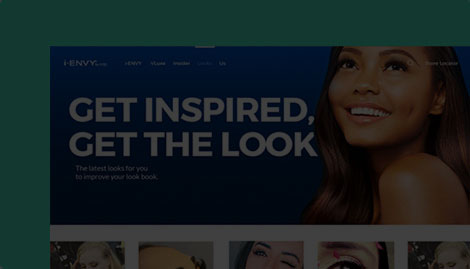 i·ENVY
i-ENVY VLuxe Insider Looks Us Store Locator
GET INSPIRED,
GET THE LOOK
The latest looks for you
to improve your look book.